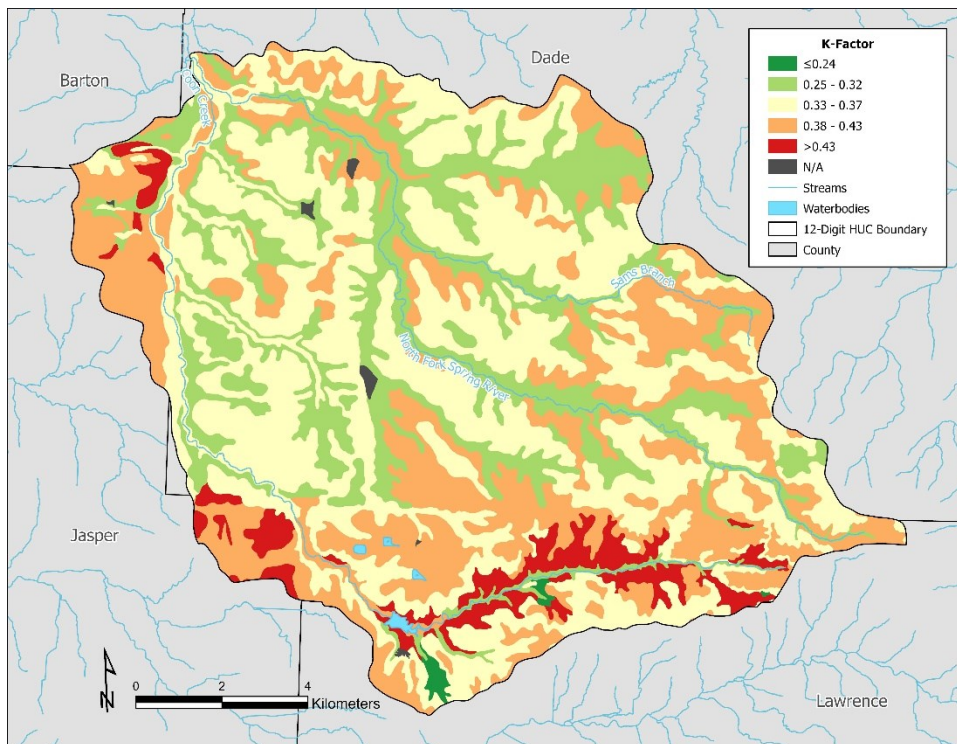 Dade
Barton
K-Factor
≤0.24
0.25 - 0.32
0.33 - 0.37
0.38 - 0.43
>0.43
N/A
Streams
Waterbodies
12-Digit HUC Boundary
County
Creek
Sams Branch
North Fork Spring River
Jasper
N
0 2 4
Kilometers
Lawrence